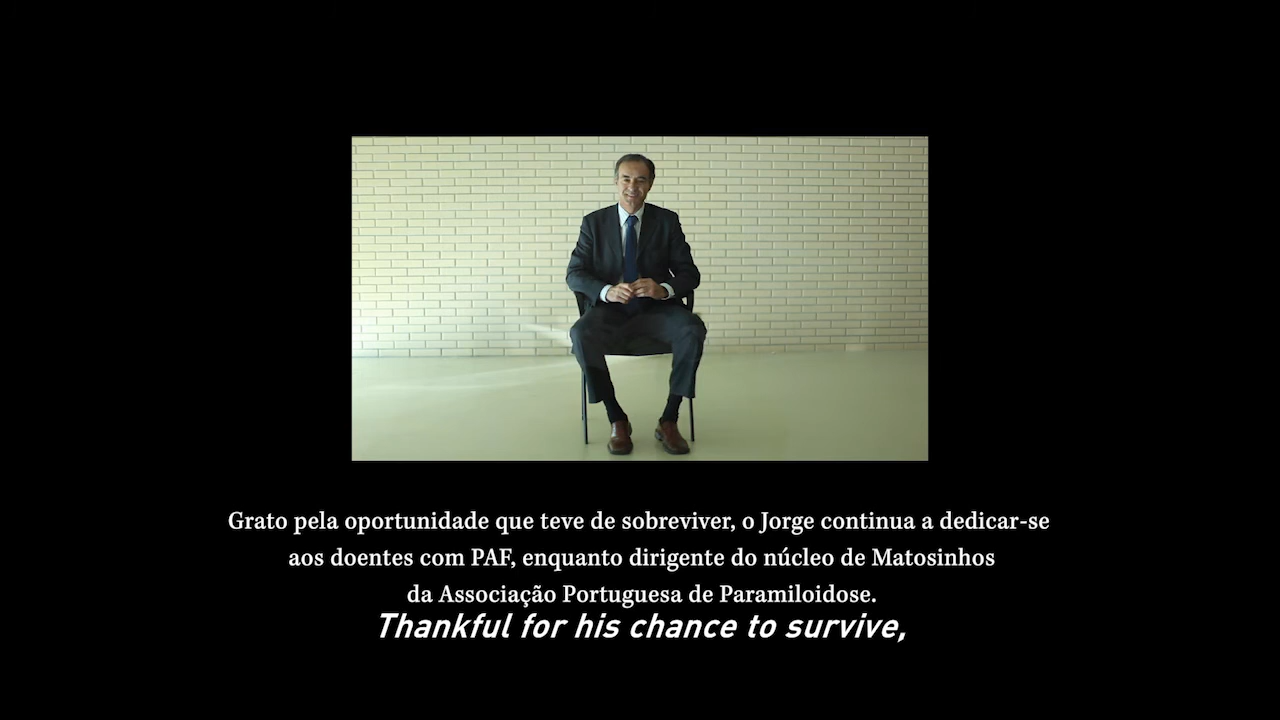 Grato pela oportunidade que teve de sobreviver, o Jorge continua a dedicar-se
aos doentes com PAF, enquanto dirigente do núcleo de Matosinhos
da Associação Portuguesa de Paramiloidose.
Thankful for his chance to survive,